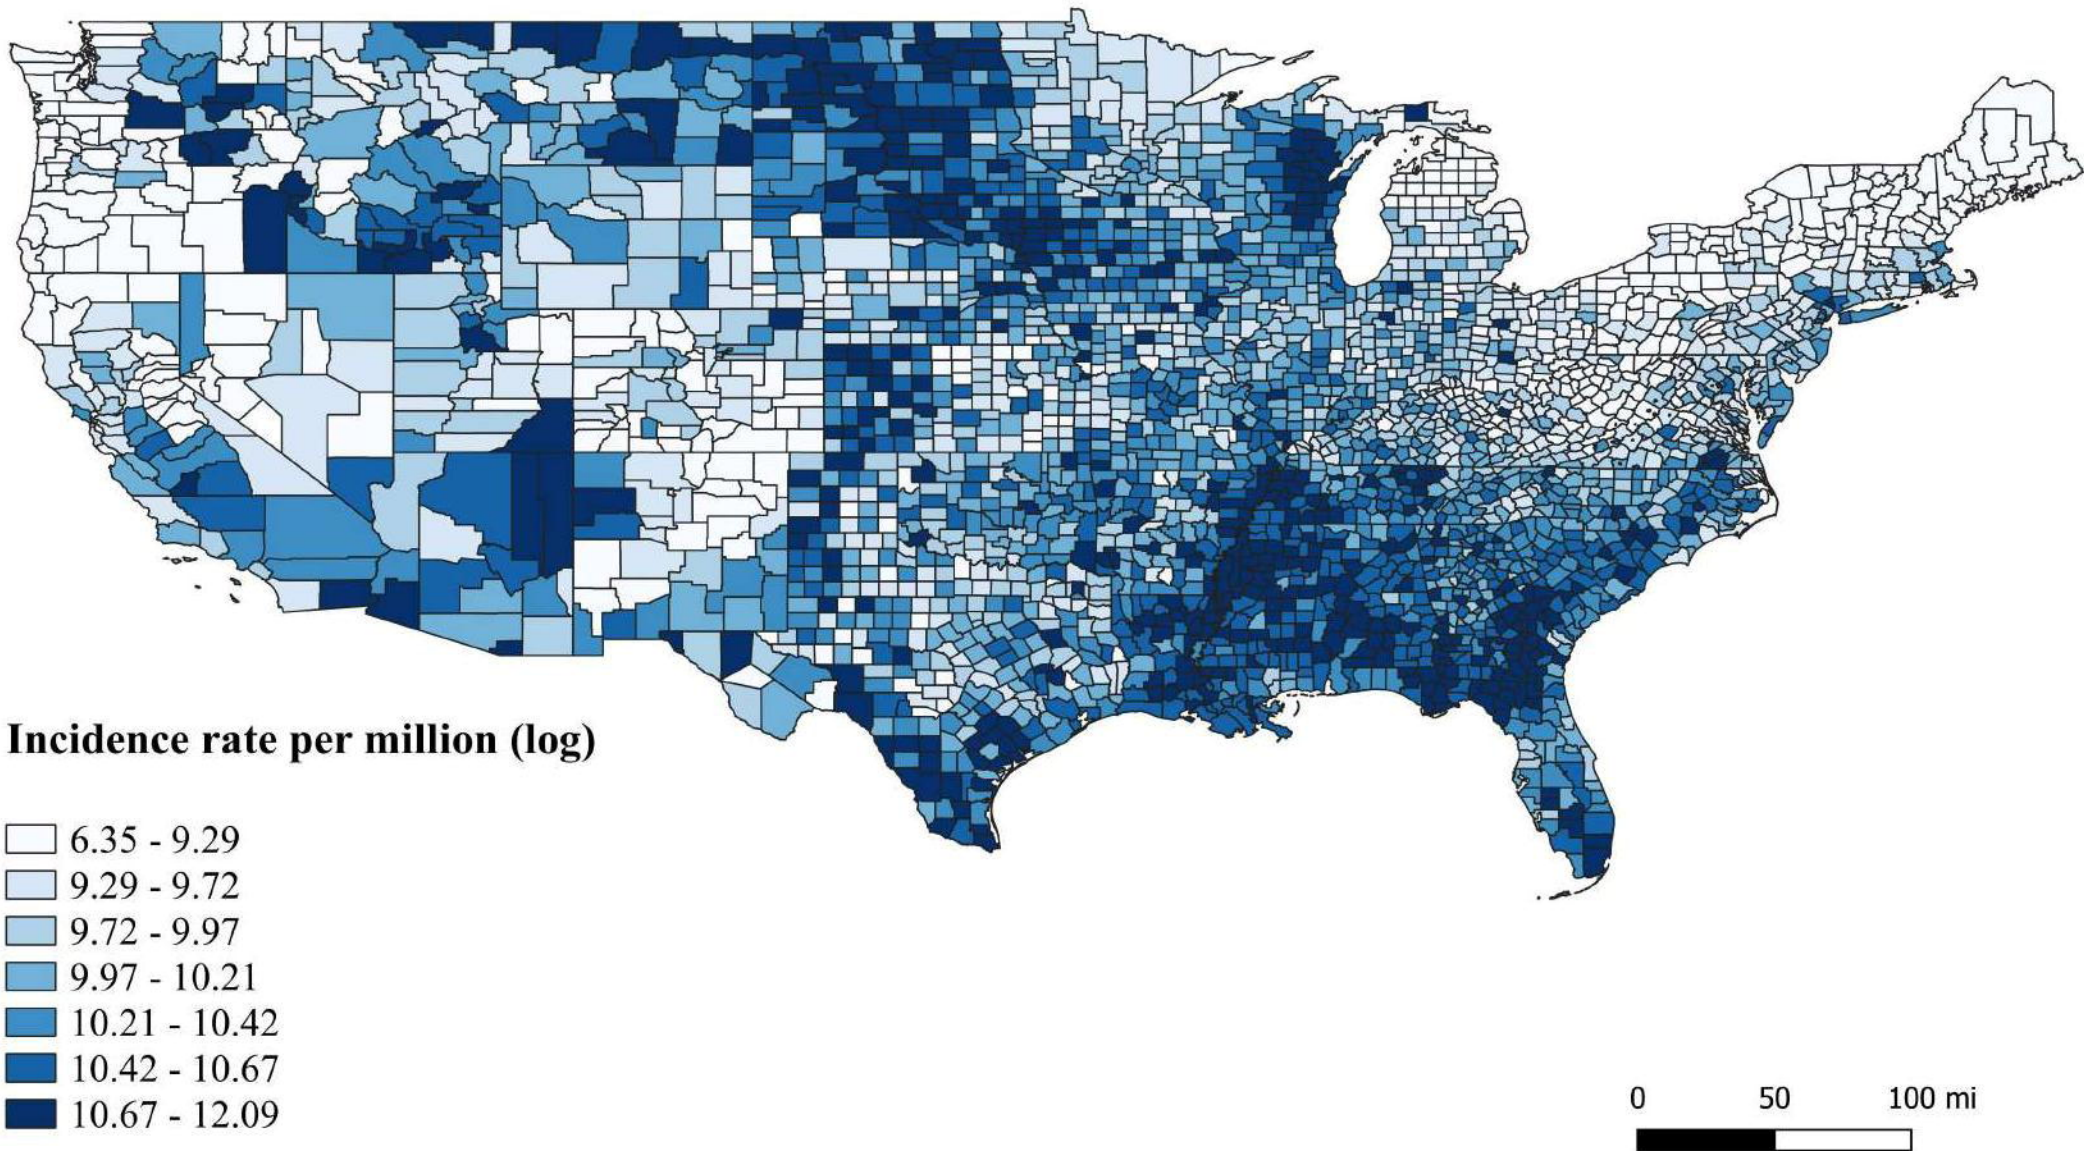 Incidence rate per million (log)
6.35 - 9.29
9.29 - 9.72
9.72 - 9.97
9.97 - 10.21
10.21 - 10.42
10.42 - 10.67
10.67 - 12.09
0 50 100 mi